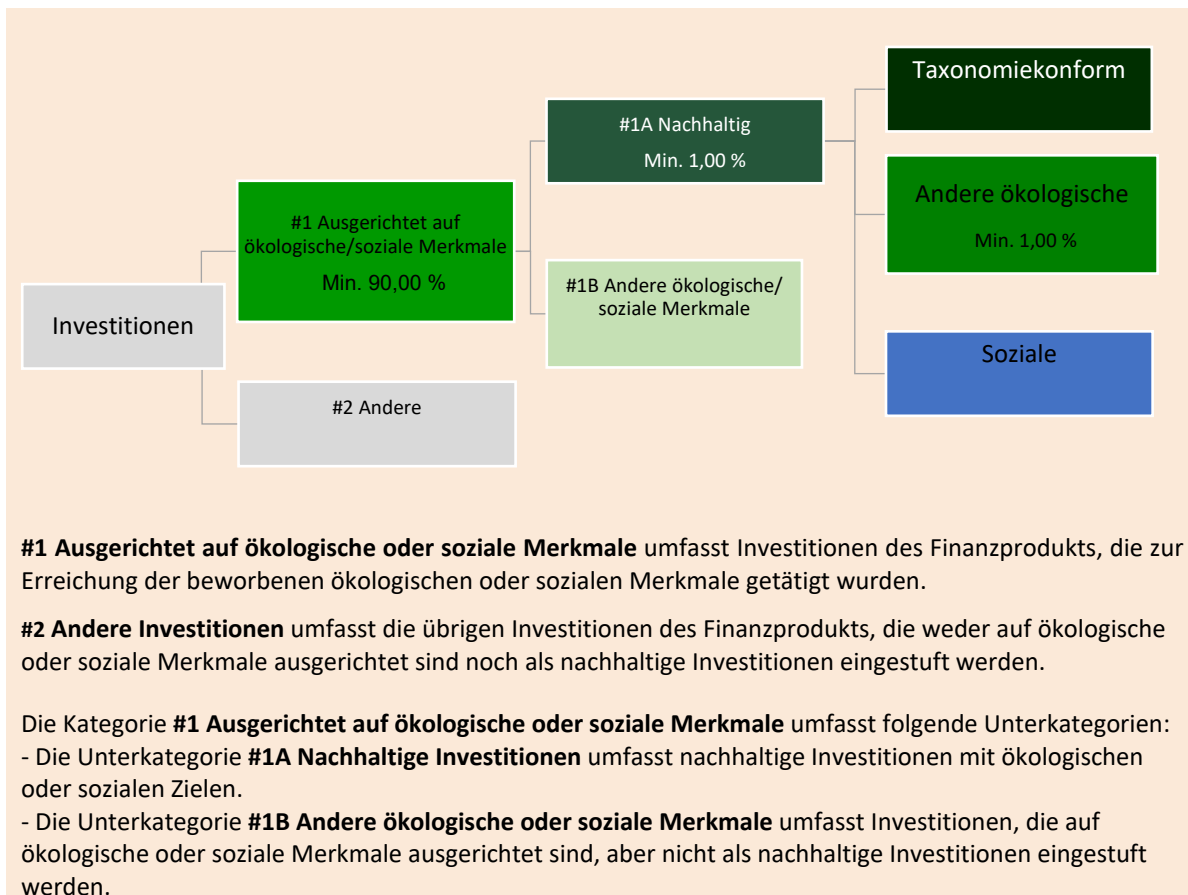 Investitionen
#1 Ausgerichtet auf
ökologische/soziale Merkmale
Min. 90,00 %
#2 Andere
#1A Nachhaltig
Min. 1,00 %
#1B Andere ökologische/
soziale Merkmale
Taxonomiekonform
Andere ökologische
Min. 1,00 %
Soziale
#1 Ausgerichtet auf ökologische oder soziale Merkmale umfasst Investitionen des Finanzprodukts, die zur
Erreichung der beworbenen ökologischen oder sozialen Merkmale getätigt wurden.
#2 Andere Investitionen umfasst die übrigen Investitionen des Finanzprodukts, die weder auf ökologische
oder soziale Merkmale ausgerichtet sind noch als nachhaltige Investitionen eingestuft werden.
Die Kategorie #1 Ausgerichtet auf ökologische oder soziale Merkmale umfasst folgende Unterkategorien:
- Die Unterkategorie #1A Nachhaltige Investitionen umfasst nachhaltige Investitionen mit ökologischen
oder sozialen Zielen.
- Die Unterkategorie #1B Andere ökologische oder soziale Merkmale umfasst Investitionen, die auf
ökologische oder soziale Merkmale ausgerichtet sind, aber nicht als nachhaltige Investitionen eingestuft
werden.